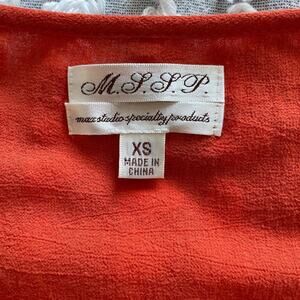 M.S.S.P.
max studio specialty products
XS
MADE IN
CHINA